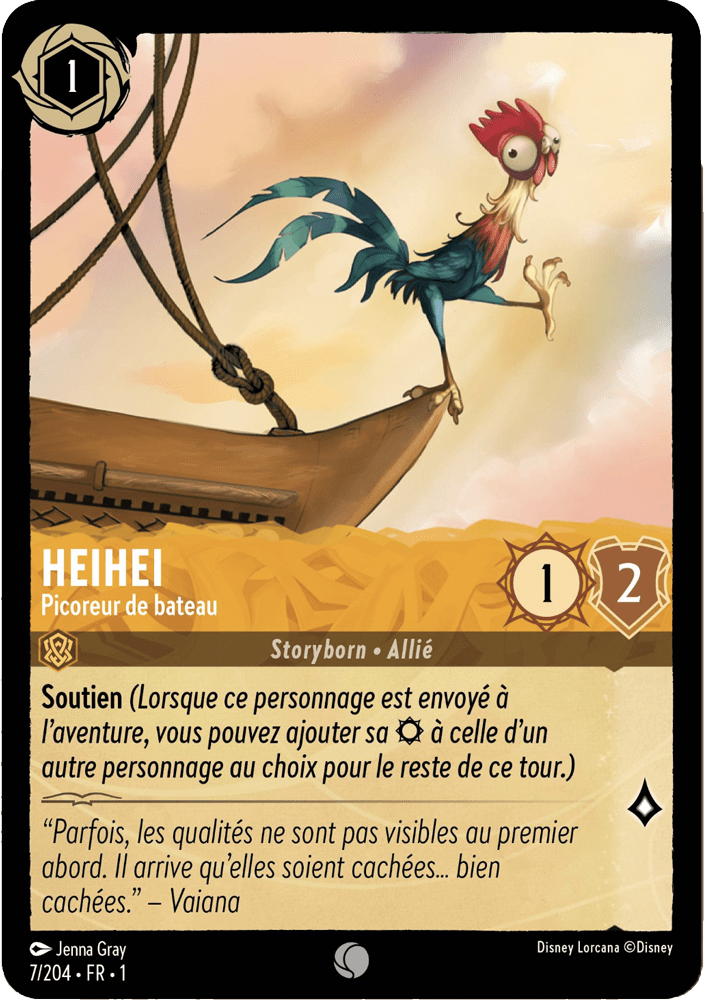 1
HEIHEI
Picoreur de bateau
1
2
Storyborn • Allié
Soutien (Lorsque ce personnage est envoyé à
l’aventure, vous pouvez ajouter sa à celle d’un
autre personnage au choix pour le reste de ce tour.)
“Parfois, les qualités ne sont pas visibles au premier
abord. Il arrive qu’elles soient cachées... bien
cachées.” – Vaiana
Jenna Gray
Disney Lorcana ©Disney
7/204 • FR • 1